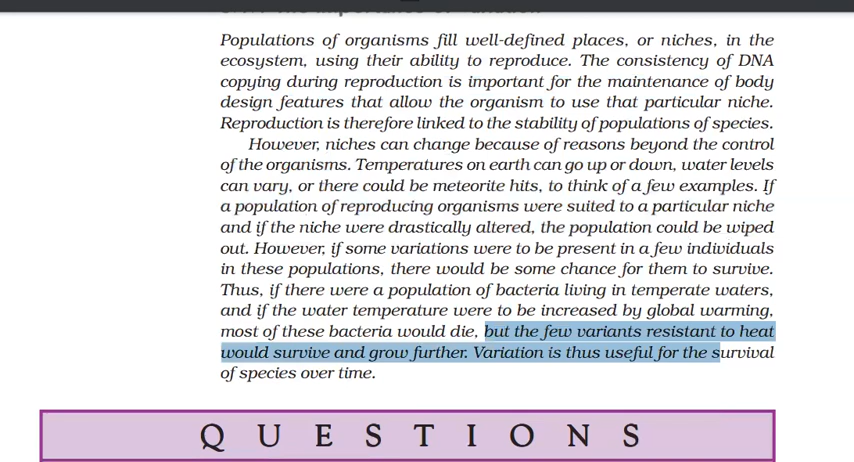 Populations of organisms fill well-defined places, or niches, in the
ecosystem, using their ability to reproduce. The consistency of DNA
copying during reproduction is important for the maintenance of body
design features that allow the organism to use that particular niche.
Reproduction is therefore linked to the stability of populations of species.
However, niches can change because of reasons beyond the control
of the organisms. Temperatures on earth can go up or down, water levels
can vary, or there could be meteorite hits, to think of a few examples. If
a population of reproducing organisms were suited to a particular niche
and if the niche were drastically altered, the population could be wiped
out. However, if some variations were to be present in a few individuals
in these populations, there would be some chance for them to survive.
Thus, if there were a population of bacteria living in temperate waters,
and if the water temperature were to be increased by global warming,
most of these bacteria would die, but the few variants resistant to heat
would survive and grow further. Variation is thus useful for the survival
of species over time.
QUESTIONS